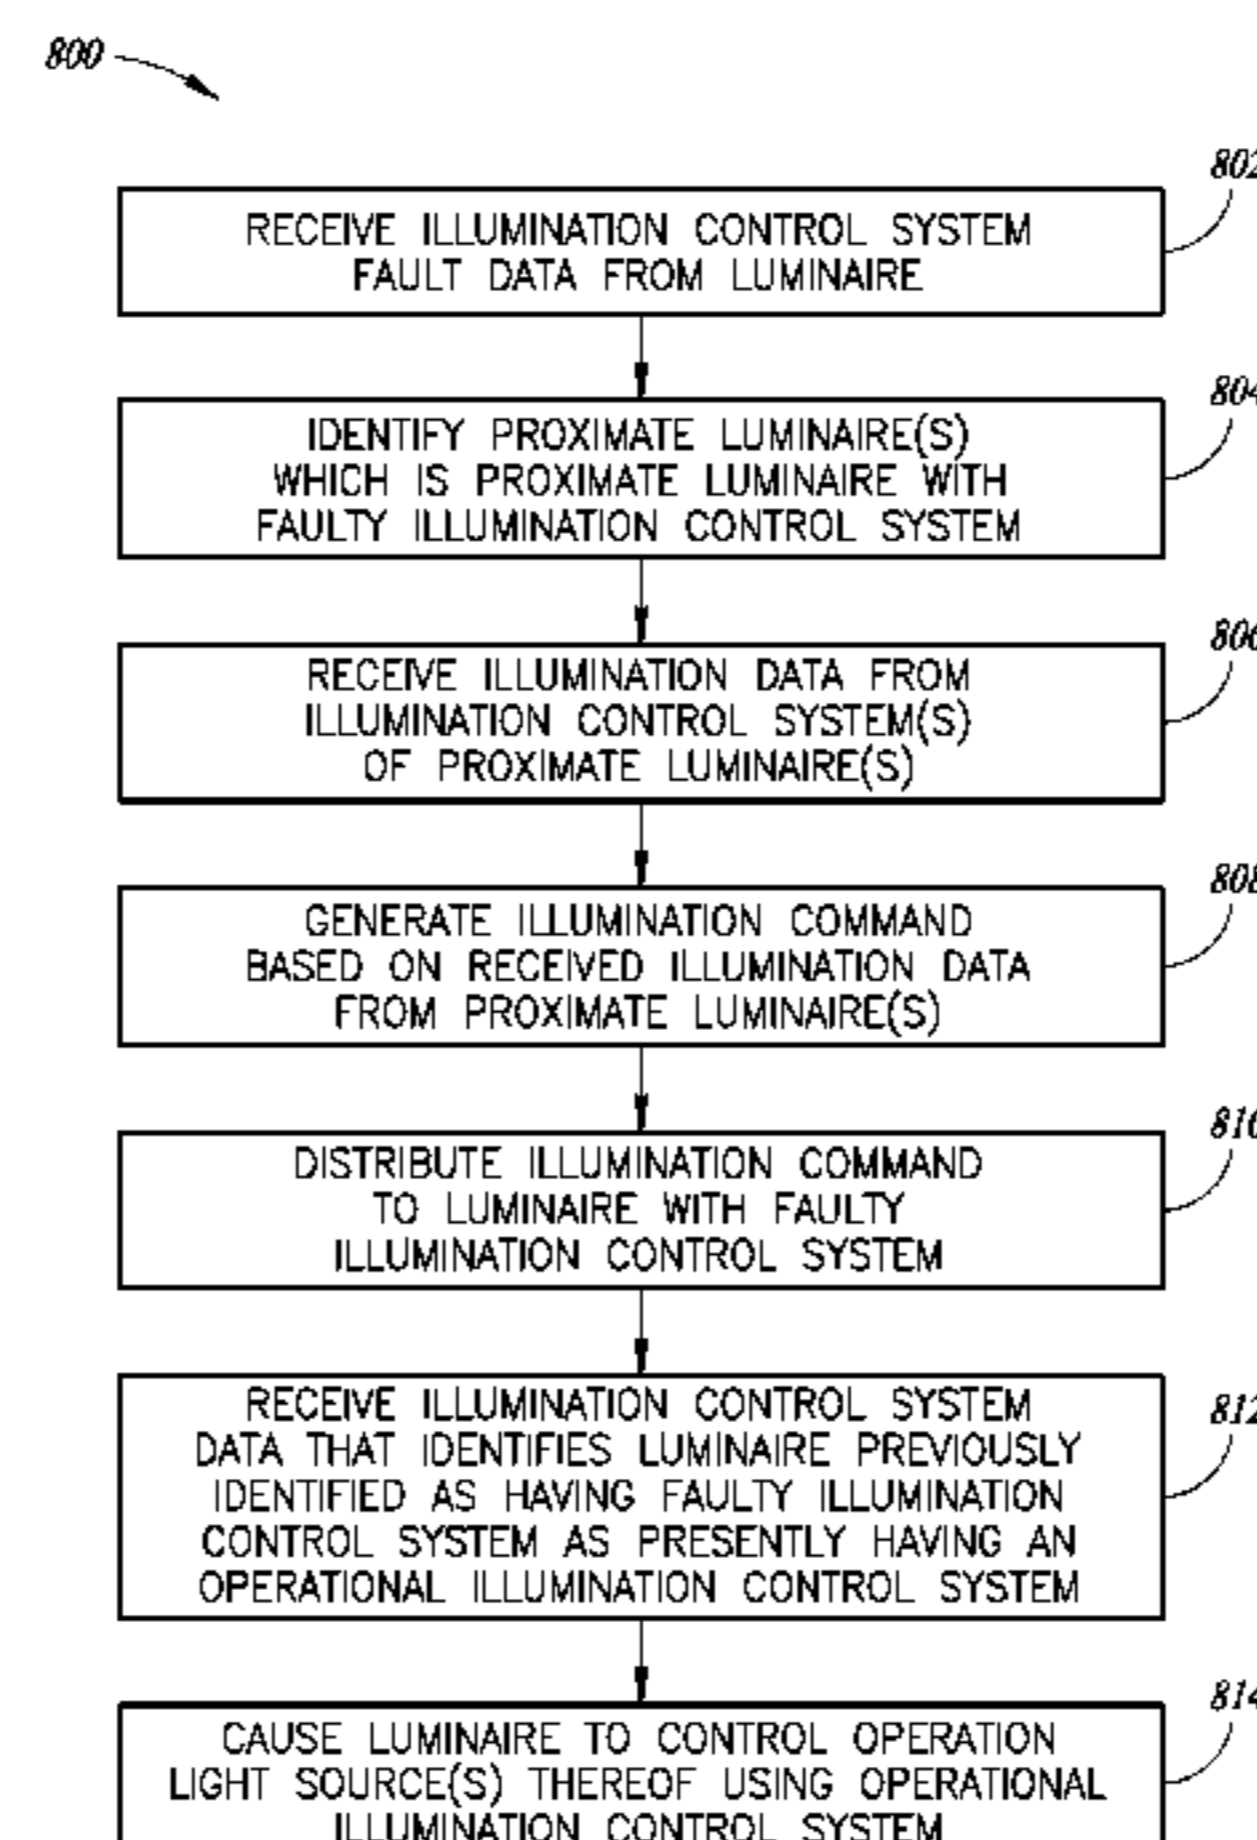 800
802
RECEIVE ILLUMINATION CONTROL SYSTEM
FAULT DATA FROM LUMINAIRE
804
IDENTIFY PROXIMATE LUMINAIRE(S)
WHICH IS PROXIMATE LUMINAIRE WITH
FAULTY ILLUMINATION CONTROL SYSTEM
806
RECEIVE ILLUMINATION DATA FROM
ILLUMINATION CONTROL SYSTEM(S)
OF PROXIMATE LUMINAIRE(S)
808
GENERATE ILLUMINATION COMMAND
BASED ON RECEIVED ILLUMINATION DATA
FROM PROXIMATE LUMINAIRE(S)
810
DISTRIBUTE ILLUMINATION COMMAND
TO LUMINAIRE WITH FAULTY
ILLUMINATION CONTROL SYSTEM
812
RECEIVE ILLUMINATION CONTROL SYSTEM
DATA THAT IDENTIFIES LUMINAIRE PREVIOUSLY
IDENTIFIED AS HAVING FAULTY ILLUMINATION
CONTROL SYSTEM AS PRESENTLY HAVING AN
OPERATIONAL ILLUMINATION CONTROL SYSTEM
814
CAUSE LUMINAIRE TO CONTROL OPERATION
LIGHT SOURCE(S) THEREOF USING OPERATIONAL
ILLUMINATION CONTROL SYSTEM